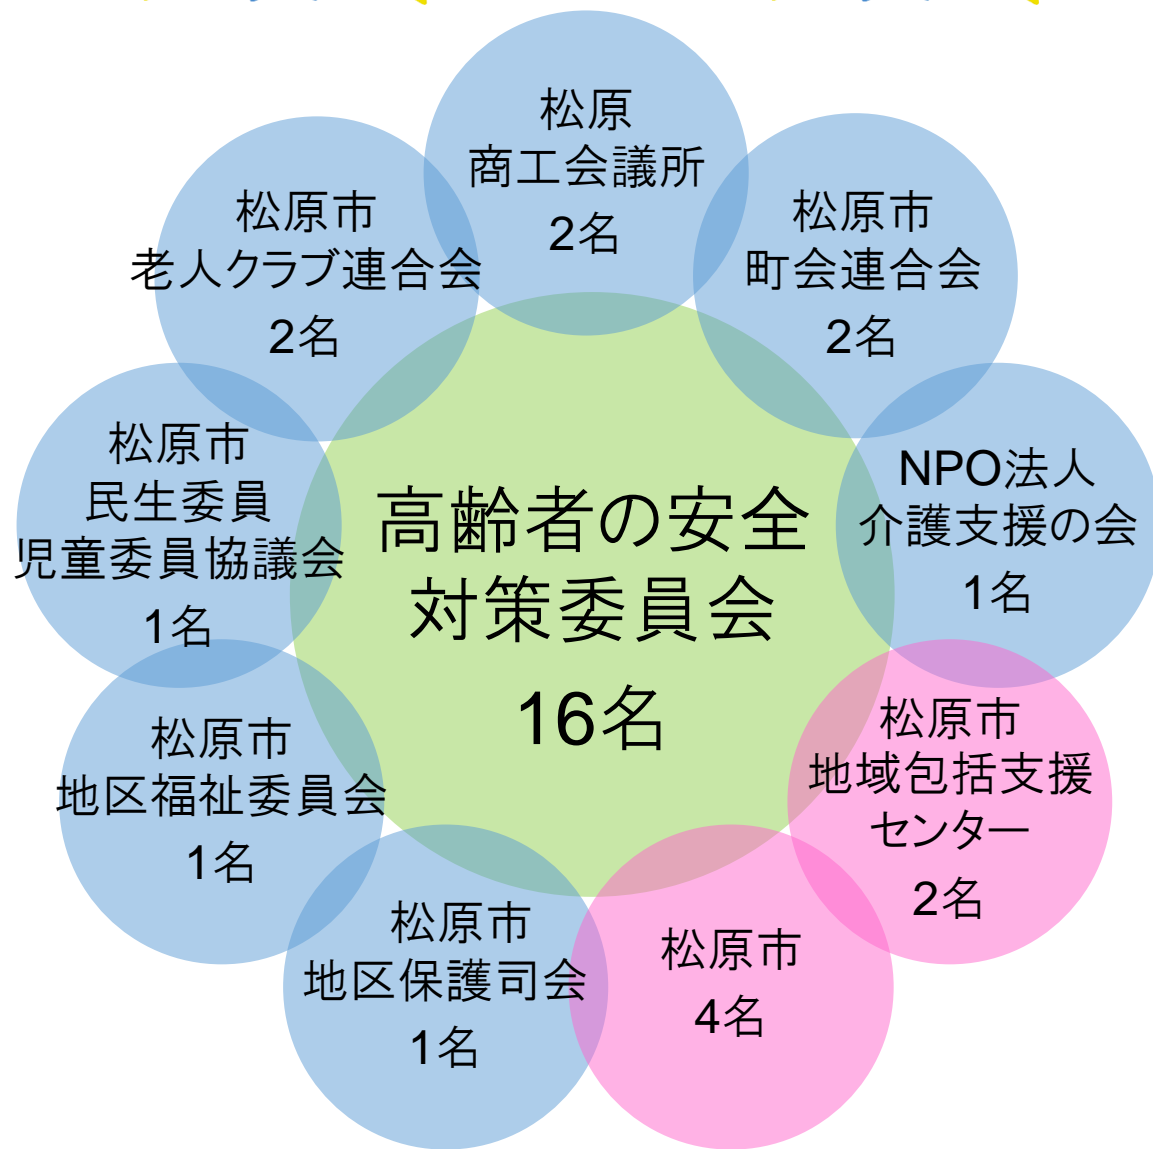 松原
商工会議所
2名
松原市
町会連合会
2名
NPO法人
介護支援の会
1名
松原市
地域包括支援
センター
2名
松原市
4名
松原市
地区保護司会
1名
松原市
地区福祉委員会
1名
松原市
民生委員
児童委員協議会
1名
松原市
老人クラブ連合会
2名
高齢者の安全
対策委員会
16名